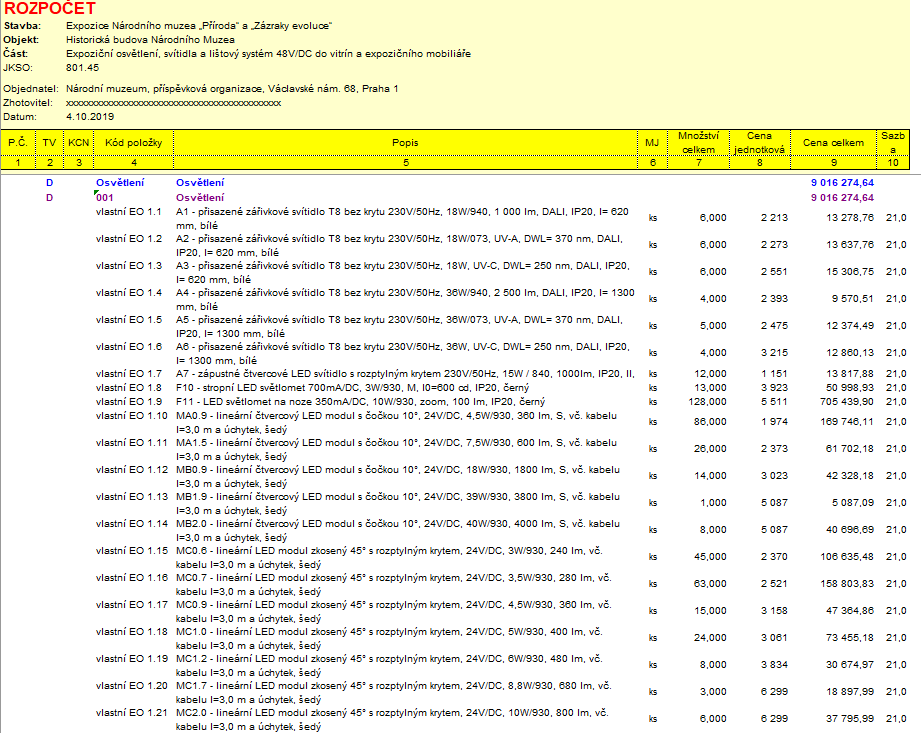 ROZPOČET
Stavba: Expozice Národního muzea „Příroda“ a „Zázraky evoluce“
Objekt: Historická budova Národního Muzea
Část: Expoziční osvětlení, svítidla a lištový systém 48V/DC do vitrín a expozičního mobiliáře
JKSO: 801.45
Objednatel: Národní muzeum, příspěvková organizace, Václavské nám. 68, Praha 1
Zhotovitel: xxxxxxxxxxxxxxxxxxxxxxxxxxxxxxxxxxxxxxxxxxx
Datum: 4.10.2019
P.Č. TV KCN Kód položky Popis MJ Množství celkem Cena jednotková Cena celkem Sazba
1 2 3 4 5 6 7 8 9 10
D Osvětlení Osvětlení 9 016 274,64
D 001 Osvětlení 9 016 274,64
vlastní EO 1.1 A1 - přisazené zářivkové svítidlo T8 bez krytu 230V/50Hz, 18W/940, 1 000 lm, DALI, IP20, l= 620
mm, bílé ks 6,000 2 213 13 278,76 21,0
vlastní EO 1.2 A2 - přisazené zářivkové svítidlo T8 bez krytu 230V/50Hz, 18W/073, UV-A, DWL= 370 nm, DALI,
IP20, l= 620 mm, bílé ks 6,000 2 273 13 637,76 21,0
vlastní EO 1.3 A3 - přisazené zářivkové svítidlo T8 bez krytu 230V/50Hz, 18W, UV-C, DWL= 250 nm, DALI, IP20,
l= 620 mm, bílé ks 6,000 2 551 15 306,75 21,0
vlastní EO 1.4 A4 - přisazené zářivkové svítidlo T8 bez krytu 230V/50Hz, 36W/940, 2 500 lm, DALI, IP20, l= 1300
mm, bílé ks 4,000 2 393 9 570,51 21,0
vlastní EO 1.5 A5 - přisazené zářivkové svítidlo T8 bez krytu 230V/50Hz, 36W/073, UV-A, DWL= 370 nm, DALI,
IP20, l= 1300 mm, bílé ks 5,000 2 475 12 374,49 21,0
vlastní EO 1.6 A6 - přisazené zářivkové svítidlo T8 bez krytu 230V/50Hz, 36W, UV-C, DWL= 250 nm, DALI, IP20,
l= 1300 mm, bílé ks 4,000 3 215 12 860,13 21,0
vlastní EO 1.7 A7 - zápustné čtvercové LED svítidlo s rozptylným krytem 230V/50Hz, 15W / 840, 1000lm, IP20, II, ks 12,000 1 151 13 817,88 21,0
vlastní EO 1.8 F10 - stropní LED světlomet 700mA/DC, 3W/930, M, I0=600 cd, IP20, černý ks 13,000 3 923 50 998,93 21,0
vlastní EO 1.9 F11 - LED světlomet na noze 350mA/DC, 10W/930, zoom, 100 lm, IP20, černý ks 128,000 5 511 705 439,90 21,0
vlastní EO 1.10 MA0.9 - lineární čtvercový LED modul s čočkou 10°, 24V/DC, 4,5W/930, 360 lm, S, vč. kabelu
l=3,0 m a úchytek, šedý ks 86,000 1 974 169 746,11 21,0
vlastní EO 1.11 MA1.5 - lineární čtvercový LED modul s čočkou 10°, 24V/DC, 7,5W/930, 600 lm, S, vč. kabelu
l=3,0 m a úchytek, šedý ks 26,000 2 373 61 702,18 21,0
vlastní EO 1.12 MB0.9 - lineární čtvercový LED modul s čočkou 10°, 24V/DC, 18W/930, 1800 lm, S, vč. kabelu
l=3,0 m a úchytek, šedý ks 14,000 3 023 42 328,18 21,0
vlastní EO 1.13 MB1.9 - lineární čtvercový LED modul s čočkou 10°, 24V/DC, 39W/930, 3800 lm, S, vč. kabelu
l=3,0 m a úchytek, šedý ks 1,000 5 087 5 087,09 21,0
vlastní EO 1.14 MB2.0 - lineární čtvercový LED modul s čočkou 10°, 24V/DC, 40W/930, 4000 lm, S, vč. kabelu
l=3,0 m a úchytek, šedý ks 8,000 5 087 40 696,69 21,0
vlastní EO 1.15 MC0.6 - lineární LED modul zkosený 45° s rozptylným krytem, 24V/DC, 3W/930, 240 lm, vč.
kabelu l=3,0 m a úchytek, šedý ks 45,000 2 370 106 635,48 21,0
vlastní EO 1.16 MC0.7 - lineární LED modul zkosený 45° s rozptylným krytem, 24V/DC, 3,5W/930, 280 lm, vč.
kabelu l=3,0 m a úchytek, šedý ks 63,000 2 521 158 803,83 21,0
vlastní EO 1.17 MC0.9 - lineární LED modul zkosený 45° s rozptylným krytem, 24V/DC, 4,5W/930, 360 lm, vč.
kabelu l=3,0 m a úchytek, šedý ks 15,000 3 158 47 364,86 21,0
vlastní EO 1.18 MC1.0 - lineární LED modul zkosený 45° s rozptylným krytem, 24V/DC, 5W/930, 400 lm, vč.
kabelu l=3,0 m a úchytek, šedý ks 24,000 3 061 73 455,18 21,0
vlastní EO 1.19 MC1.2 - lineární LED modul zkosený 45° s rozptylným krytem, 24V/DC, 6W/930, 480 lm, vč.
kabelu l=3,0 m a úchytek, šedý ks 8,000 3 834 30 674,97 21,0
vlastní EO 1.20 MC1.7 - lineární LED modul zkosený 45° s rozptylným krytem, 24V/DC, 8,8W/930, 680 lm, vč.
kabelu l=3,0 m a úchytek, šedý ks 3,000 6 299 18 897,99 21,0
vlastní EO 1.21 MC2.0 - lineární LED modul zkosený 45° s rozptylným krytem, 24V/DC, 10W/930, 800 lm, vč.
kabelu l=3,0 m a úchytek, šedý ks 6,000 6 299 37 795,99 21,0